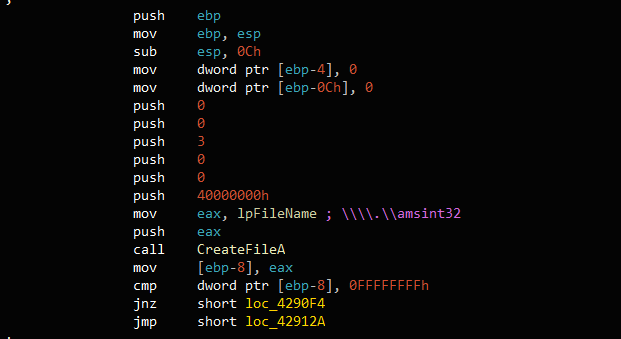 push ebp
mov ebp, esp
sub esp, 0Ch
mov dword ptr [ebp-4], 0
mov dword ptr [ebp-0Ch], 0
push 0
push 0
push 3
push 0
push 0
push 40000000h
mov eax, lpFileName ; \\\\.\\amsint32
push eax
call CreateFileA
mov [ebp-8], eax
cmp dword ptr [ebp-8], 0FFFFFFFFh
jnz short loc_4290F4
jmp short loc_42912A